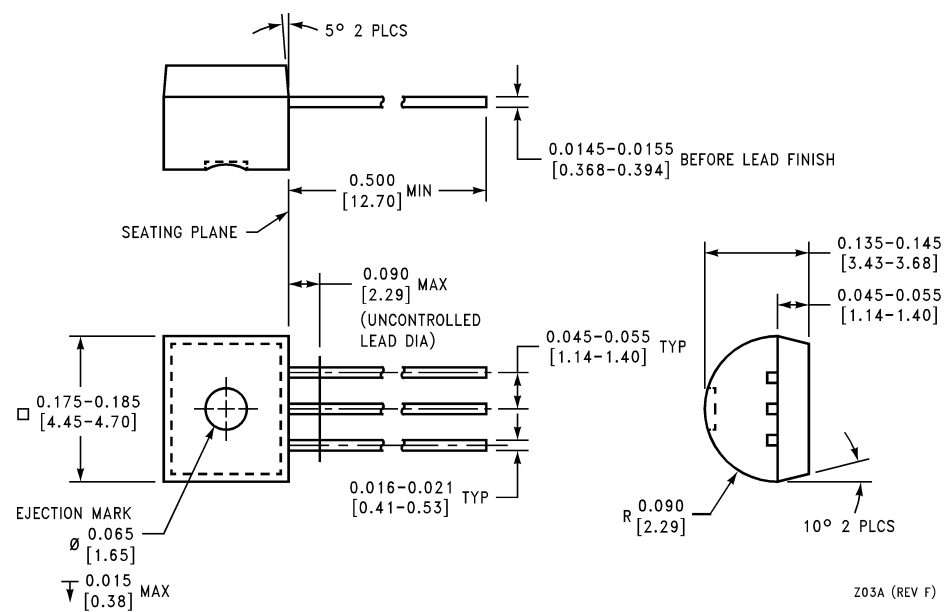 5° 2 PLCS
0.0145–0.0155
[0.368–0.394] BEFORE LEAD FINISH
0.500
[12.70] MIN
SEATING PLANE
0.090
[2.29] MAX
(UNCONTROLLED
LEAD DIA)
0.045–0.055
[1.14–1.40] TYP
0.135–0.145
[3.43–3.68]
0.045–0.055
[1.14–1.40]
□ 0.175–0.185
[4.45–4.70]
0.016–0.021
[0.41–0.53] TYP
EJECTION MARK
Ø 0.065
[1.65]
0.015
[0.38] MAX
R 0.090
[2.29]
10° 2 PLCS
Z03A (REV F)